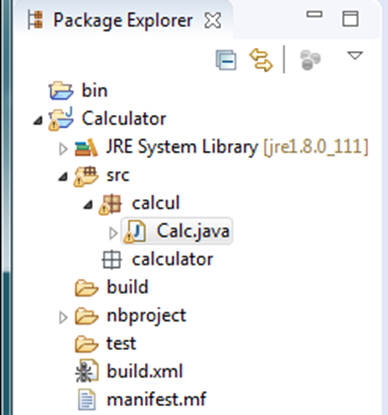 Package Explorer
bin
Calculator
JRE System Library [jre1.8.0_111]
src
calcul
Calc.java
calculator
build
nbproject
test
build.xml
manifest.mf